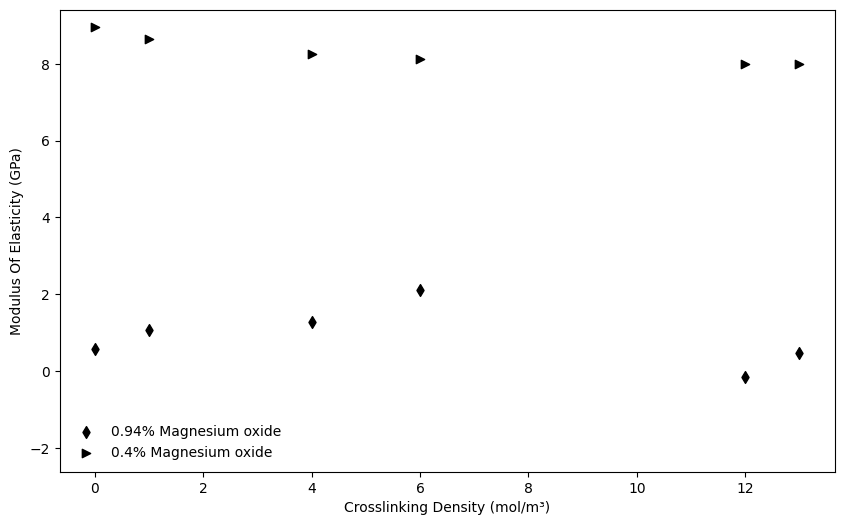 8
6
4
2
0
−2
Modulus Of Elasticity (GPa)
0.94% Magnesium oxide
0.4% Magnesium oxide
0 2 4 6 8 10 12
Crosslinking Density (mol/m³)